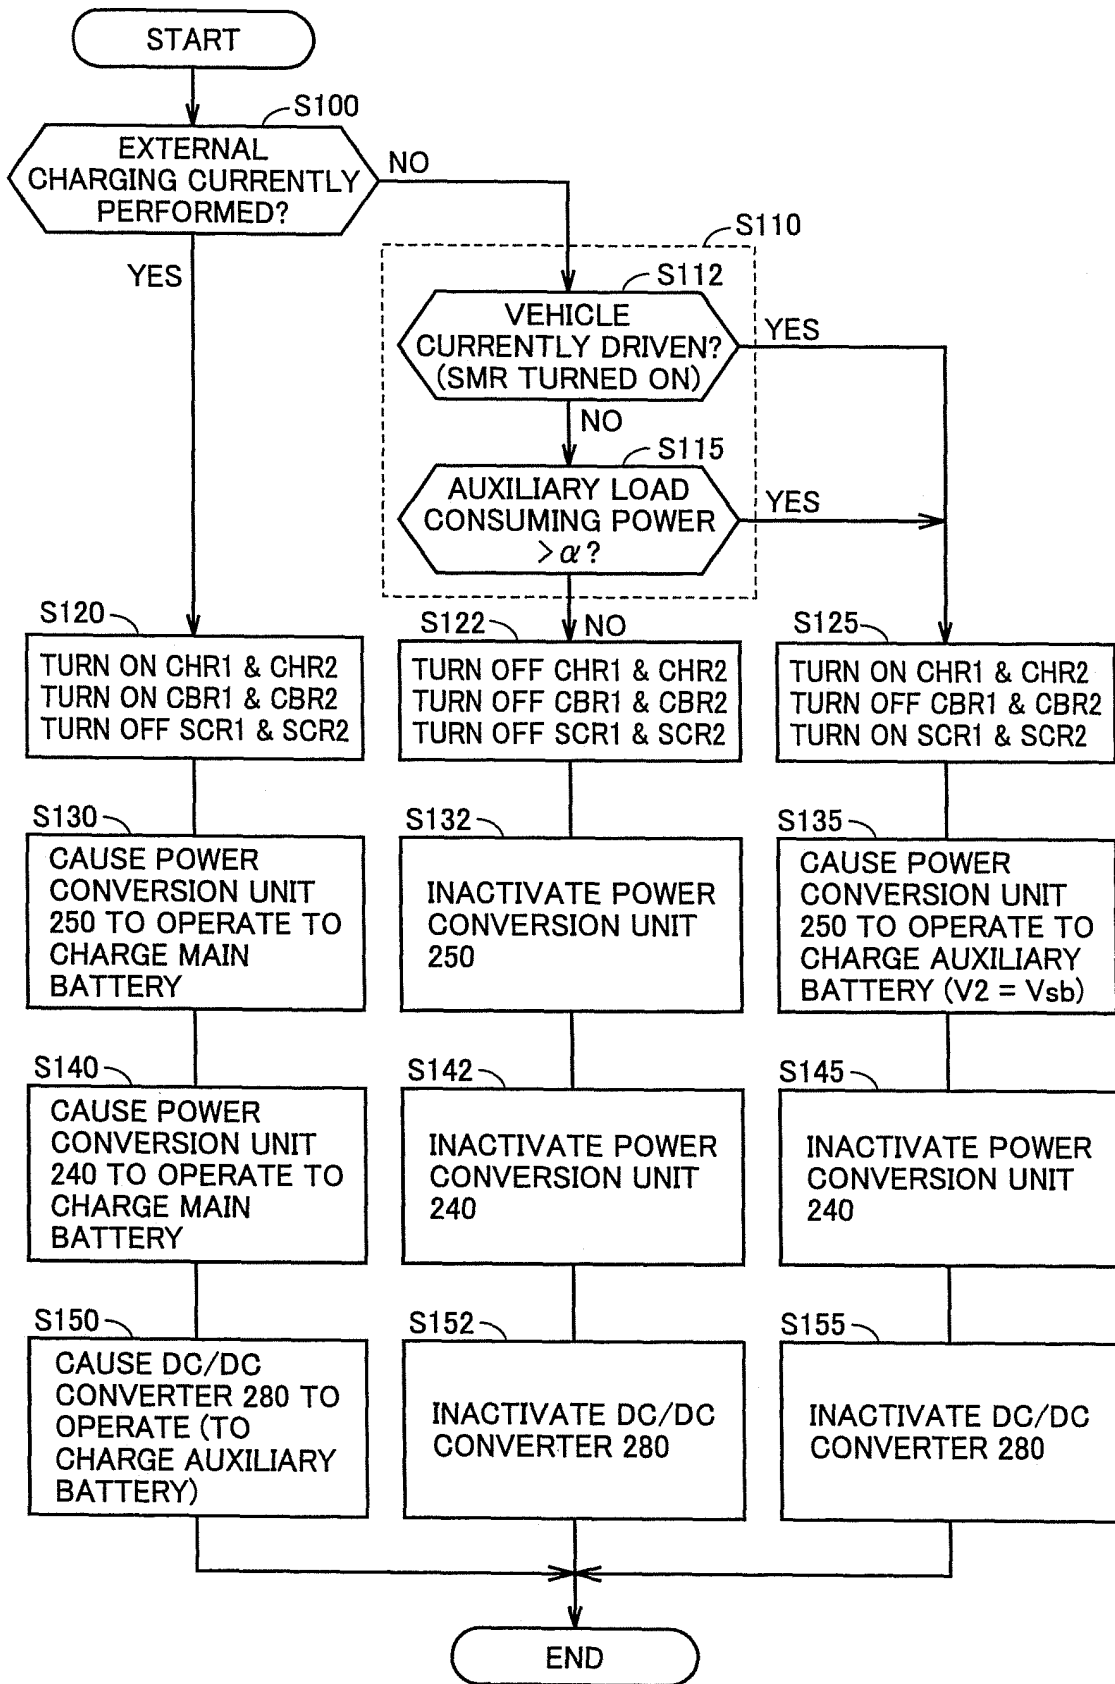 START
S100
EXTERNAL
CHARGING CURRENTLY
PERFORMED?
NO
YES
S110
S112
VEHICLE
CURRENTLY DRIVEN?
(SMR TURNED ON)
YES
NO
S115
AUXILIARY LOAD
CONSUMING POWER
>α?
YES
NO
S120
TURN ON CHR1 & CHR2
TURN ON CBR1 & CBR2
TURN OFF SCR1 & SCR2
S122
TURN OFF CHR1 & CHR2
TURN OFF CBR1 & CBR2
TURN OFF SCR1 & SCR2
S125
TURN ON CHR1 & CHR2
TURN OFF CBR1 & CBR2
TURN ON SCR1 & SCR2
S130
CAUSE POWER
CONVERSION UNIT
250 TO OPERATE TO
CHARGE MAIN
BATTERY
S132
INACTIVATE POWER
CONVERSION UNIT
250
S135
CAUSE POWER
CONVERSION UNIT
250 TO OPERATE TO
CHARGE AUXILIARY
BATTERY (V2 = Vsb)
S140
CAUSE POWER
CONVERSION UNIT
240 TO OPERATE TO
CHARGE MAIN
BATTERY
S142
INACTIVATE POWER
CONVERSION UNIT
240
S145
INACTIVATE POWER
CONVERSION UNIT
240
S150
CAUSE DC/DC
CONVERTER 280 TO
OPERATE (TO
CHARGE AUXILIARY
BATTERY)
S152
INACTIVATE DC/DC
CONVERTER 280
S155
INACTIVATE DC/DC
CONVERTER 280
END